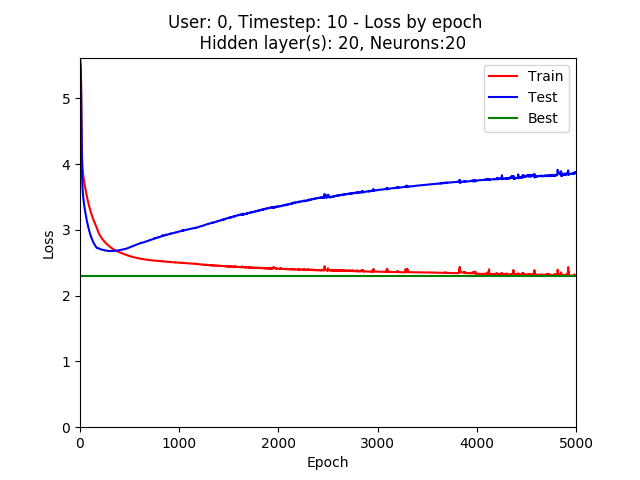 User: 0, Timestep: 10 - Loss by epoch
Hidden layer(s): 20, Neurons:20
Train
Test
Best
5
4
3
2
1
0
Loss
0
1000
2000
3000
4000
5000
Epoch